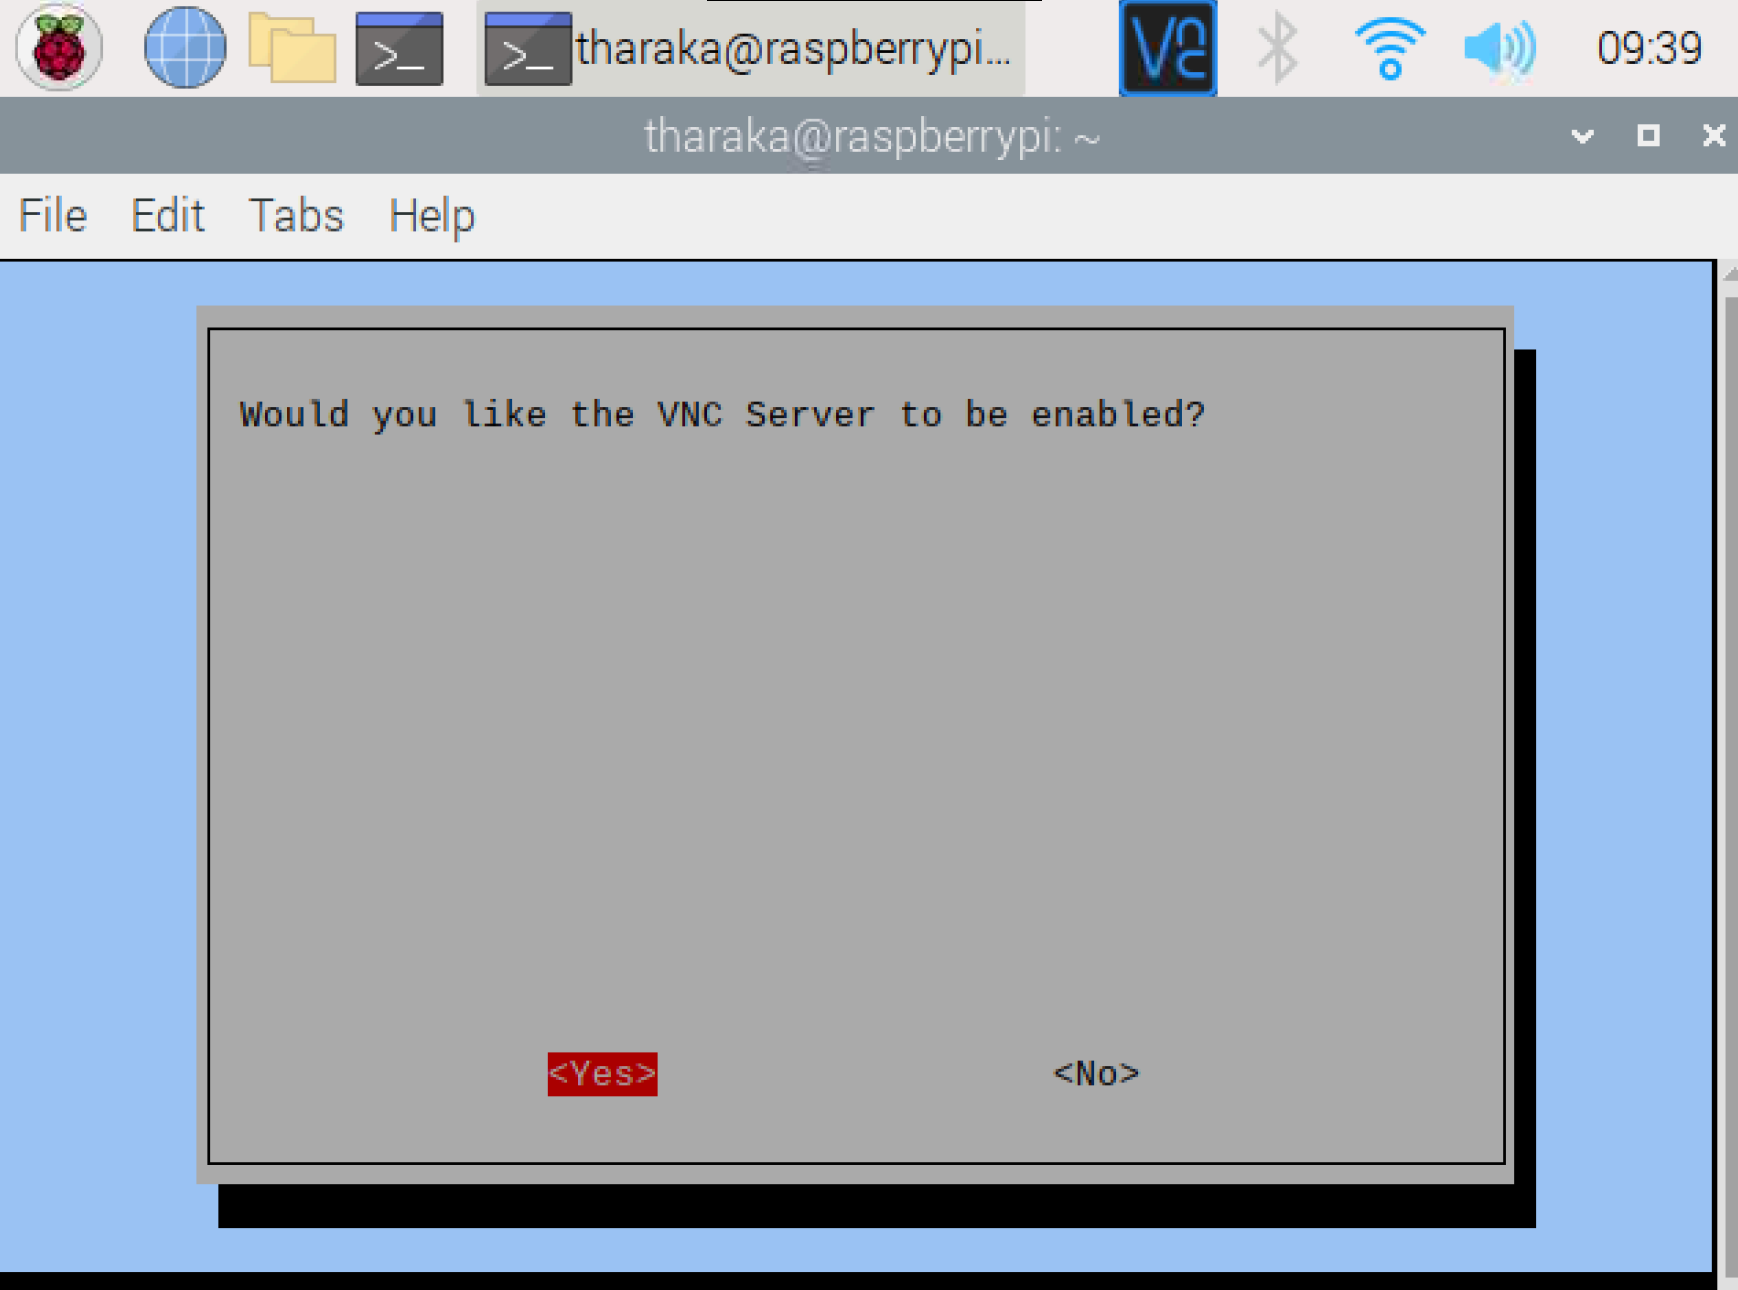 >_ >_ tharaka@raspberrypi... 09:39
tharaka@raspberrypi: ~
File Edit Tabs Help
Would you like the VNC Server to be enabled?
<Yes> <No>